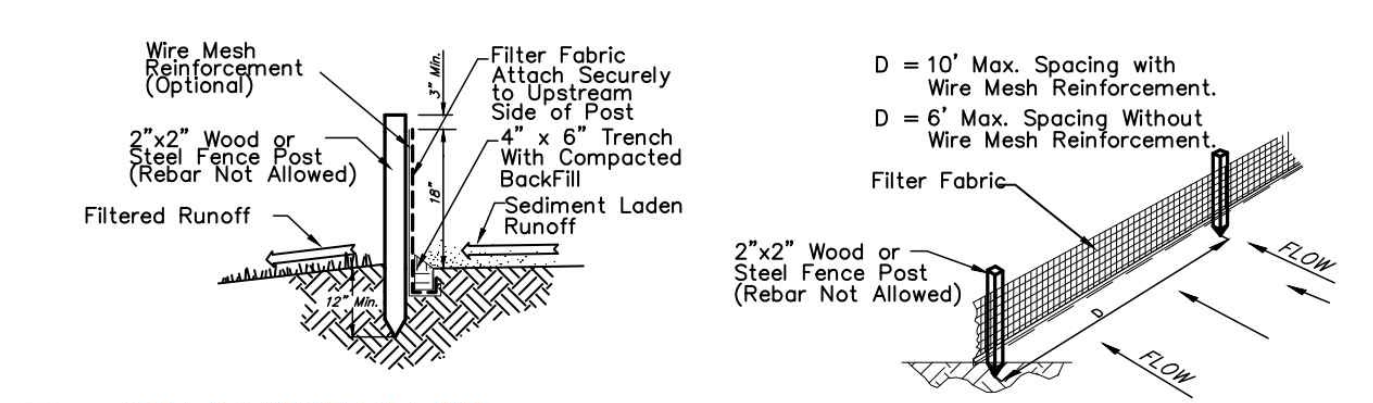 Wire Mesh
Reinforcement
(Optional)
2"x2" Wood or
Steel Fence Post
(Rebar Not Allowed)
Filtered Runoff
12" Min.
3" Min.
18"
Filter Fabric
Attach Securely
to Upstream
Side of Post
4" x 6" Trench
With Compacted
BackFill
Sediment Laden
Runoff
D = 10' Max. Spacing with
Wire Mesh Reinforcement.
D = 6' Max. Spacing Without
Wire Mesh Reinforcement.
Filter Fabric
2"x2" Wood or
Steel Fence Post
(Rebar Not Allowed)
D
FLOW
FLOW